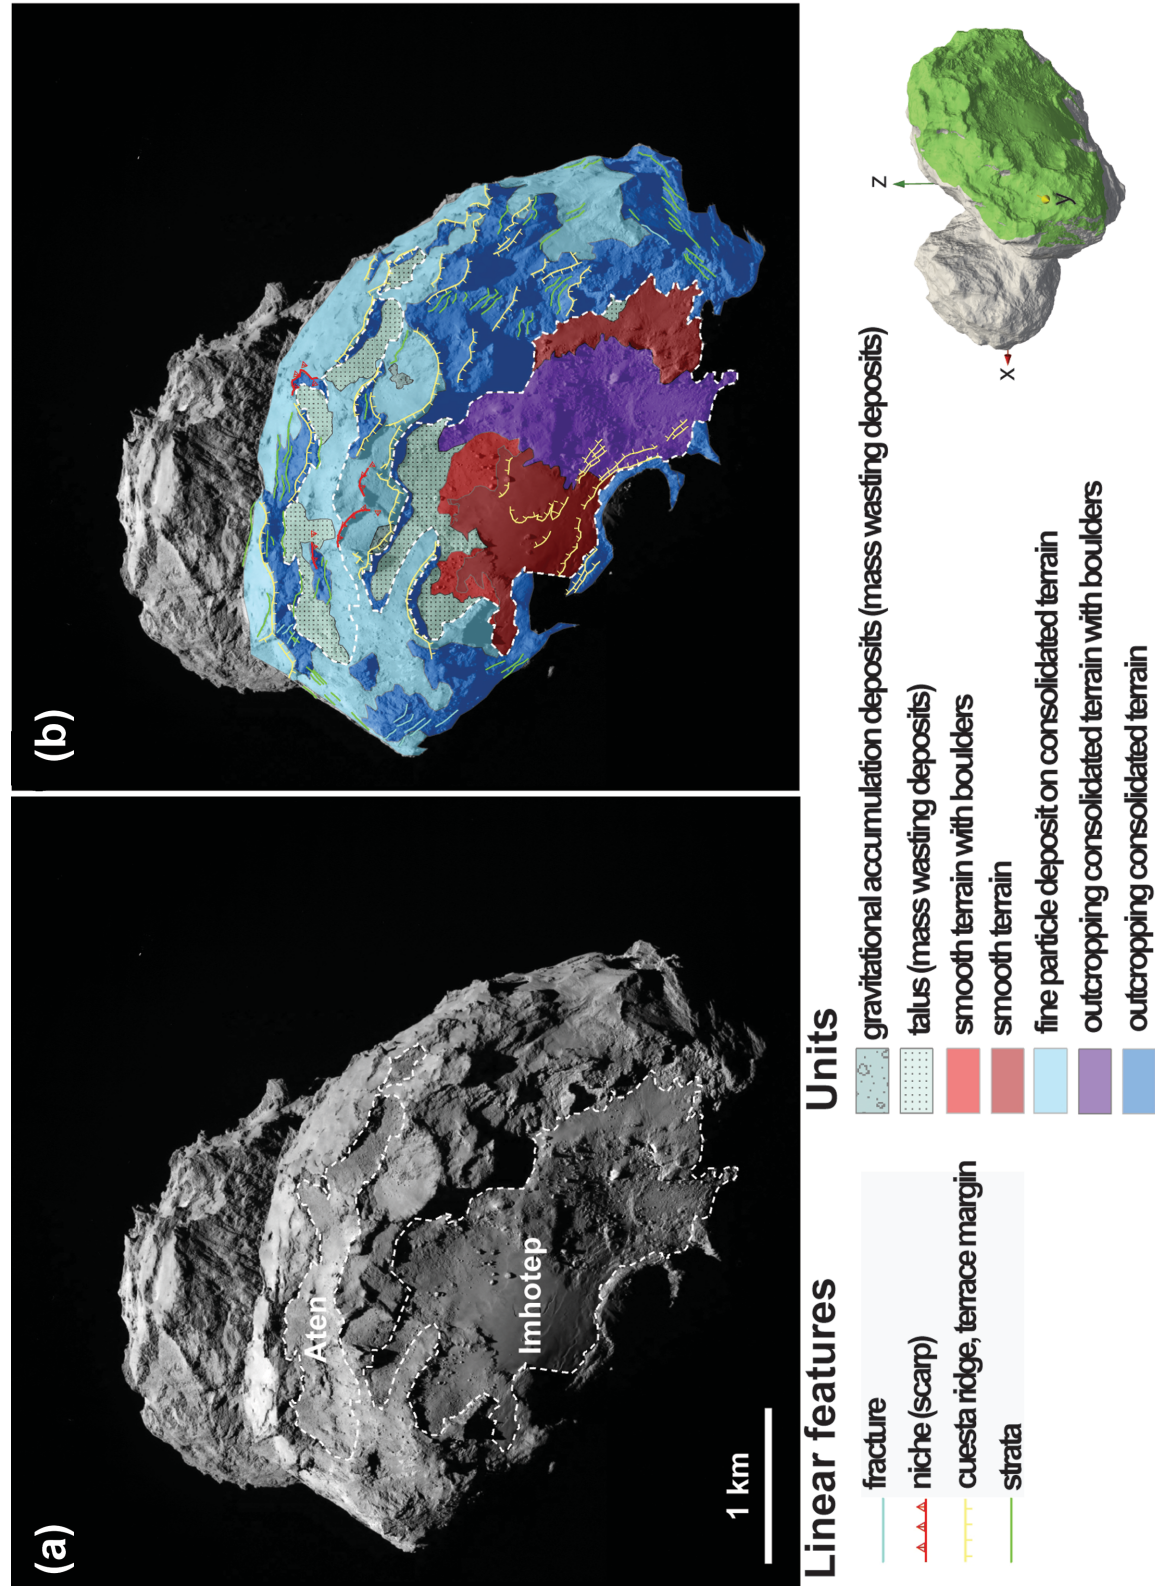 (a)
Aten
Imhotep
1 km
(b)
Linear features
fracture
niche (scarp)
cuesta ridge, terrace margin
strata
Units
gravitational accumulation deposits (mass wasting deposits)
talus (mass wasting deposits)
smooth terrain with boulders
smooth terrain
fine particle deposit on consolidated terrain
outcropping consolidated terrain with boulders
outcropping consolidated terrain
X
Z
y